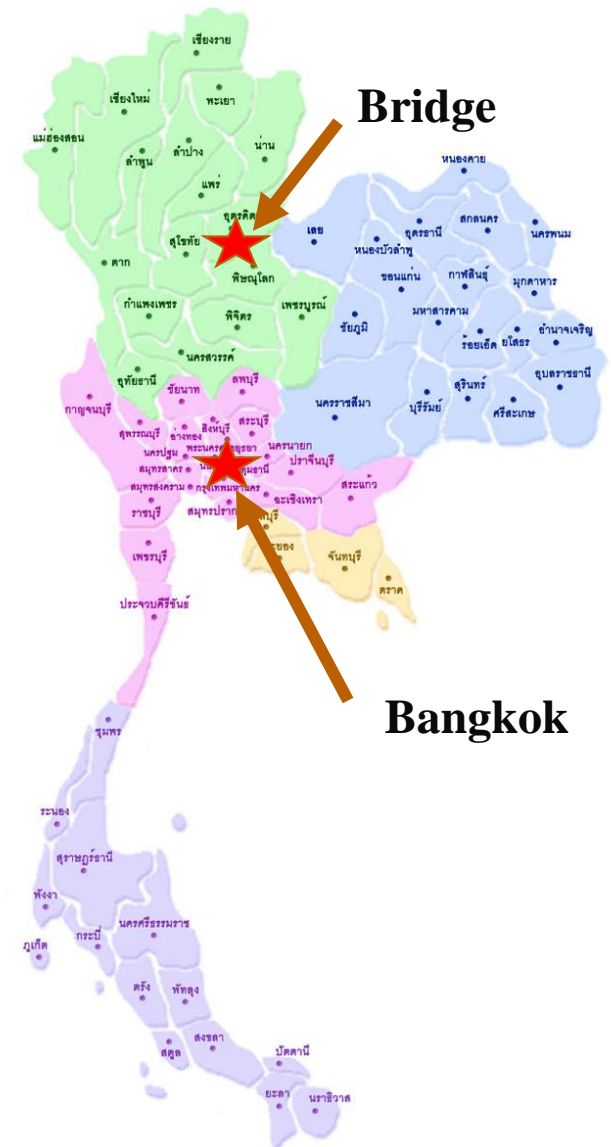 เชียงราย
Bridge
เชียงใหม่
พะเยา
แม่ฮ่องสอน
ลำพูน
ลำปาง
น่าน
แพร่
หนองคาย
เลย
อุดรธานี
สกลนคร
นครพนม
หนองบัวลำพู
สุโขทัย
ตาก
พิษณุโลก
ขอนแก่น
กาฬสินธุ์
มุกดาหาร
กำแพงเพชร
พิจิตร
เพชรบูรณ์
ชัยภูมิ
มหาสารคาม
ร้อยเอ็ด
ยโสธร
อำนาจเจริญ
นครสวรรค์
อุทัยธานี
ชัยนาท
ลพบุรี
นครราชสีมา
บุรีรัมย์
สุรินทร์
ศรีสะเกษ
อุบลราชธานี
กาญจนบุรี
สุพรรณบุรี
สิงห์บุรี
อ่างทอง
สระบุรี
นครนายก
นครปฐม
ปราจีนบุรี
สมุทรสาคร
สมุทรสงคราม
กรุงเทพมหานคร
ฉะเชิงเทรา
สระแก้ว
ราชบุรี
จันทบุรี
ตราด
เพชรบุรี
ประจวบคีรีขันธ์
Bangkok
ชุมพร
ระนอง
สุราษฎร์ธานี
พังงา
นครศรีธรรมราช
ภูเก็ต
กระบี่
ตรัง
พัทลุง
สตูล
สงขลา
ปัตตานี
ยะลา
นราธิวาส